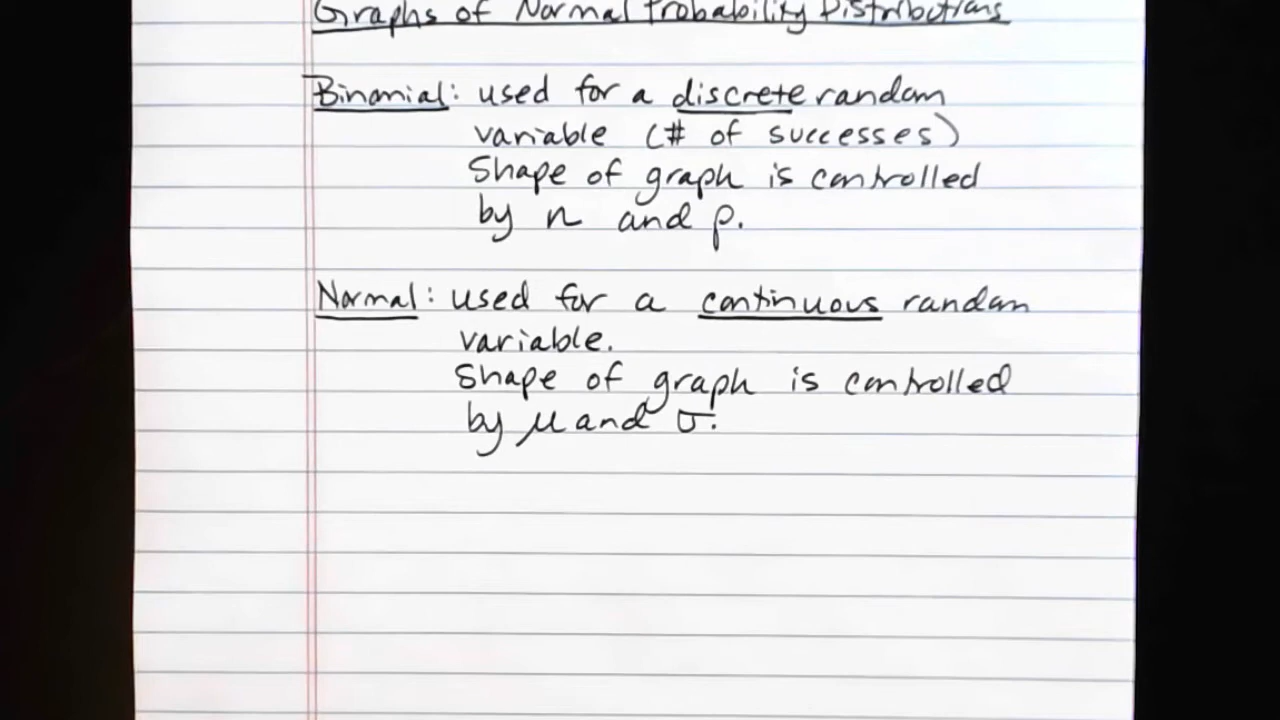 Graphs of Normal Probability Distributions
Binomial: used for a discrete random
variable (# of successes)
Shape of graph is controlled
by n and p.
Normal: used for a continuous random
variable.
Shape of graph is controlled
by μ and σ.